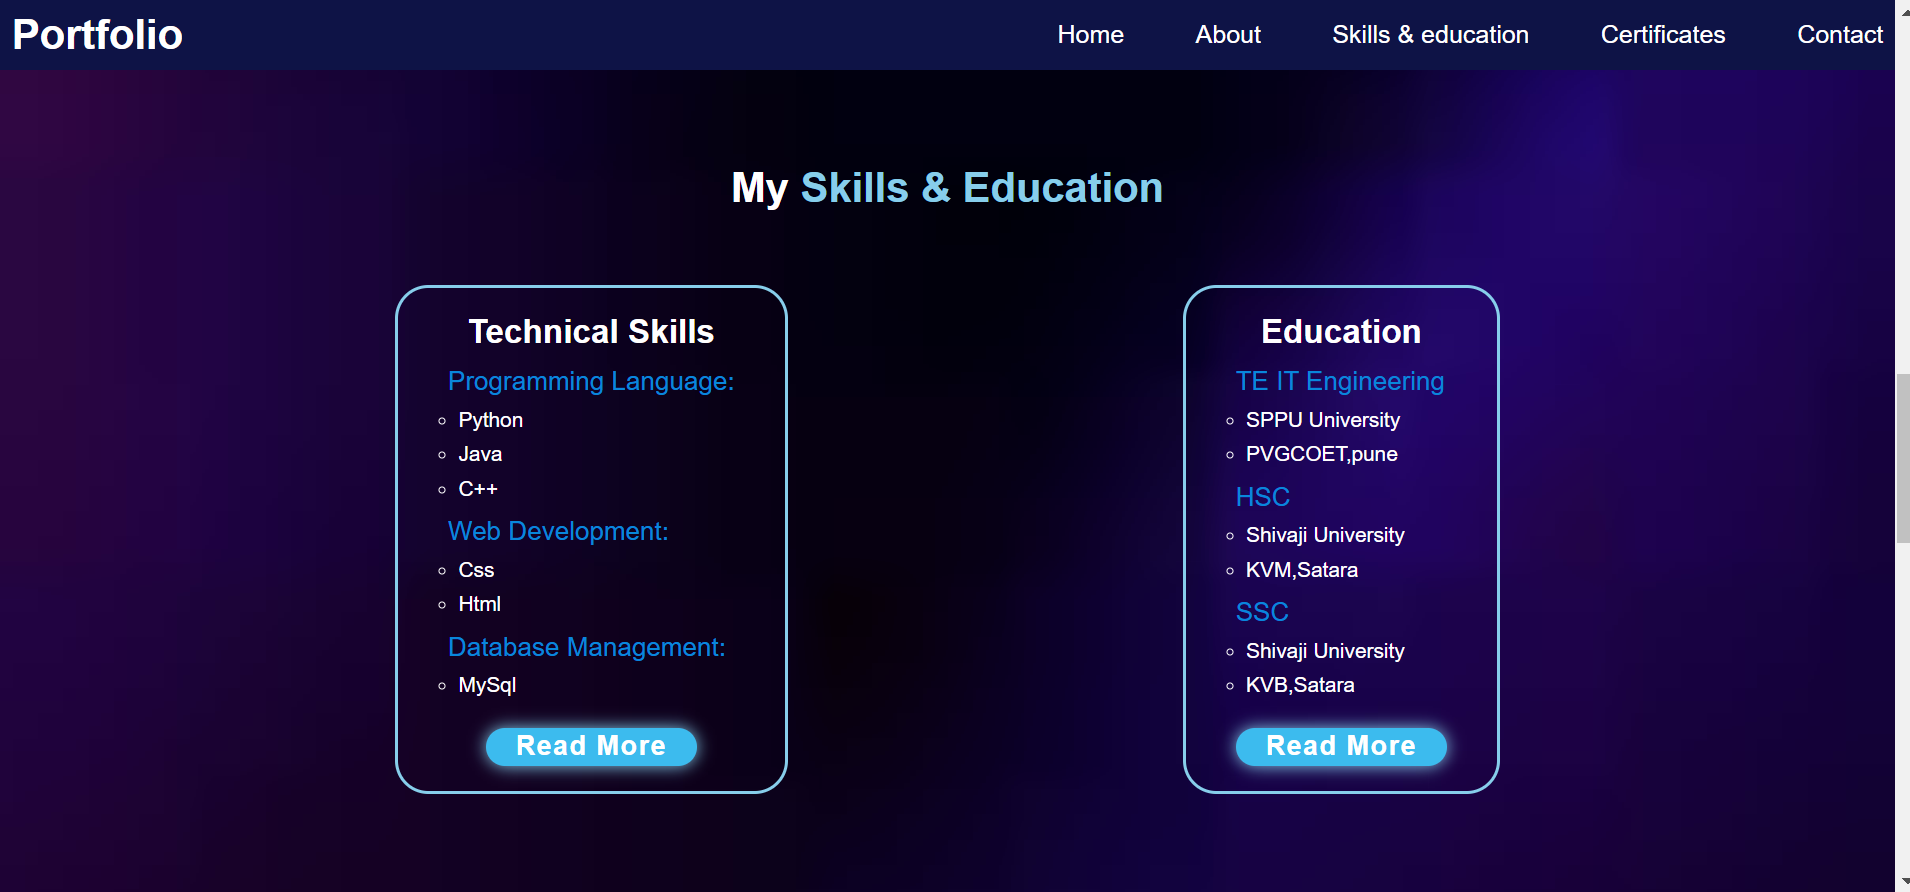 Portfolio
Home About Skills & education Certificates Contact
My Skills & Education
Technical Skills
Programming Language:
Python
Java
C++
Web Development:
Css
Html
Database Management:
MySql
Read More
Education
TE IT Engineering
SPPU University
PVGCOET,pune
HSC
Shivaji University
KVM,Satara
SSC
Shivaji University
KVB,Satara
Read More